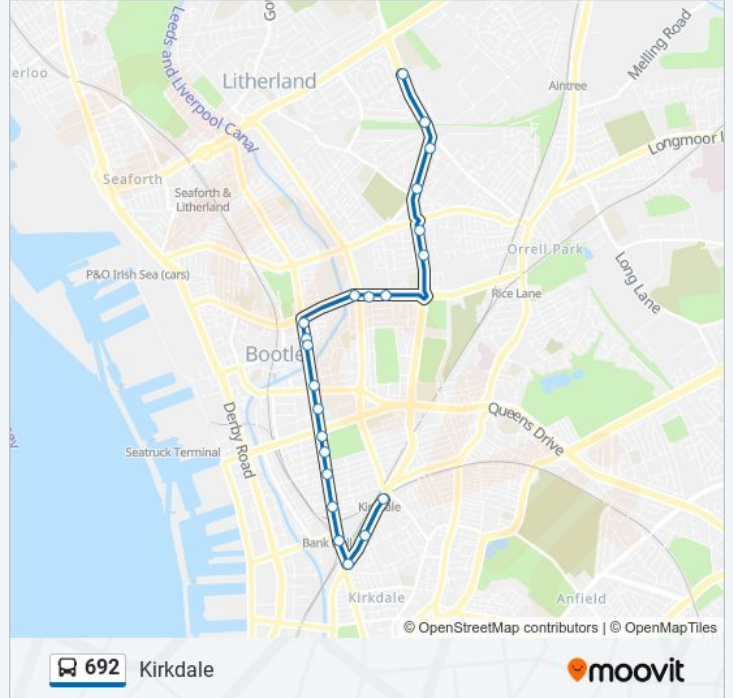 Melling Road
Litherland
Aintree
erloo
Leeds and Liverpool Canal
Longmoor L
Seaforth
Seaforth &
Litherland
Orrell Park
Long Lane
P&O Irish Sea (cars)
Rice Lane
Bootle
Derby Road
Queens Drive
Seatruck Terminal
Kirkdale
Bank Hall
Kirkdale
Anfield
© OpenStreetMap contributors | © OpenMapTiles
692 Kirkdale
moovit